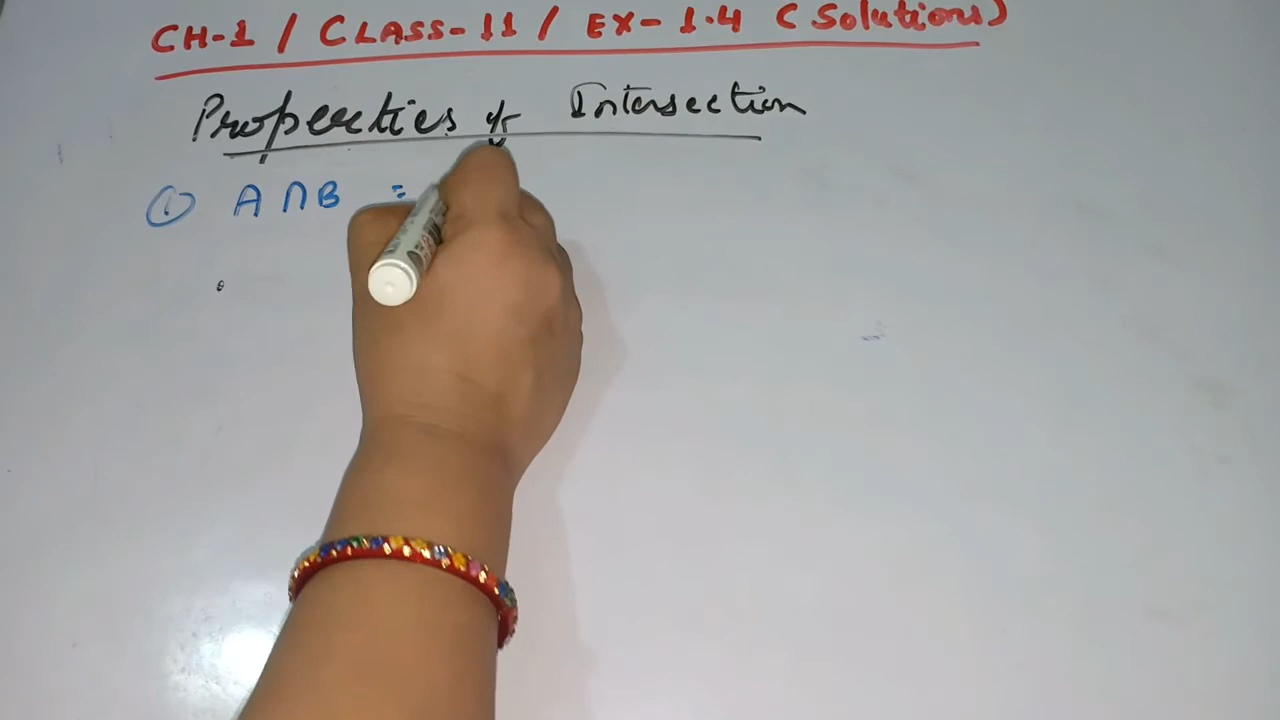 CH-1 / CLASS-11 / EX-1.4 (Solutions)
Properties of Intersection
① A ∩ B =